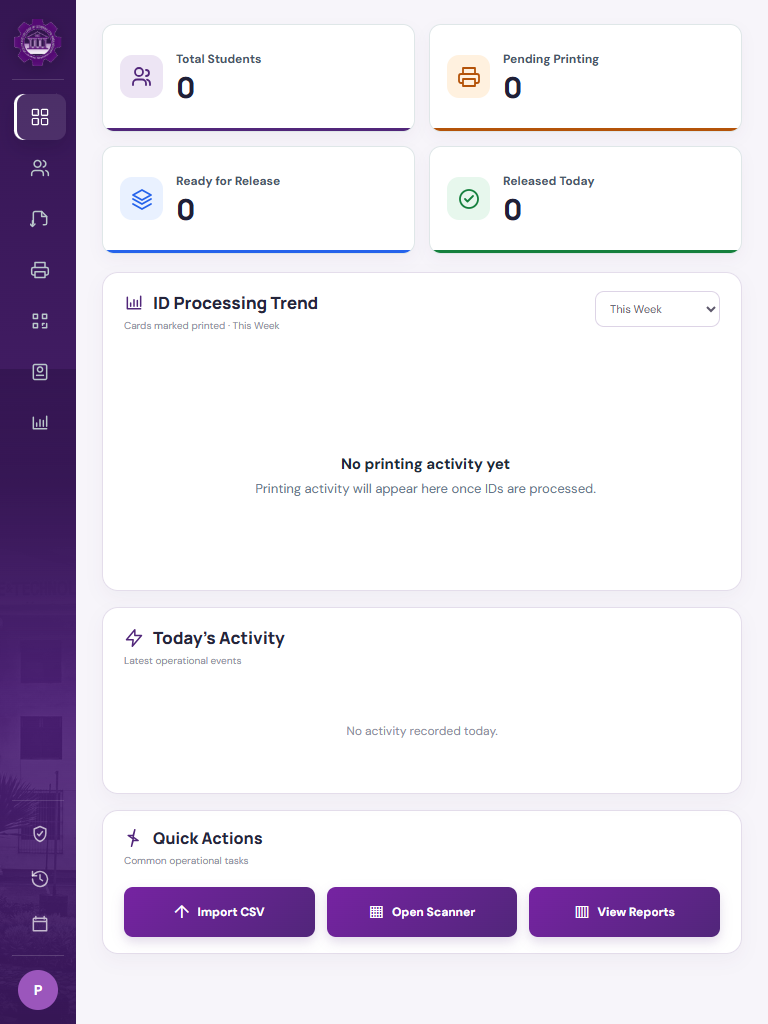 Total Students
0
Pending Printing
0
Ready for Release
0
Released Today
0
ID Processing Trend
Cards marked printed · This Week
This Week
No printing activity yet
Printing activity will appear here once IDs are processed.
Today's Activity
Latest operational events
No activity recorded today.
Quick Actions
Common operational tasks
Import CSV
Open Scanner
View Reports
P